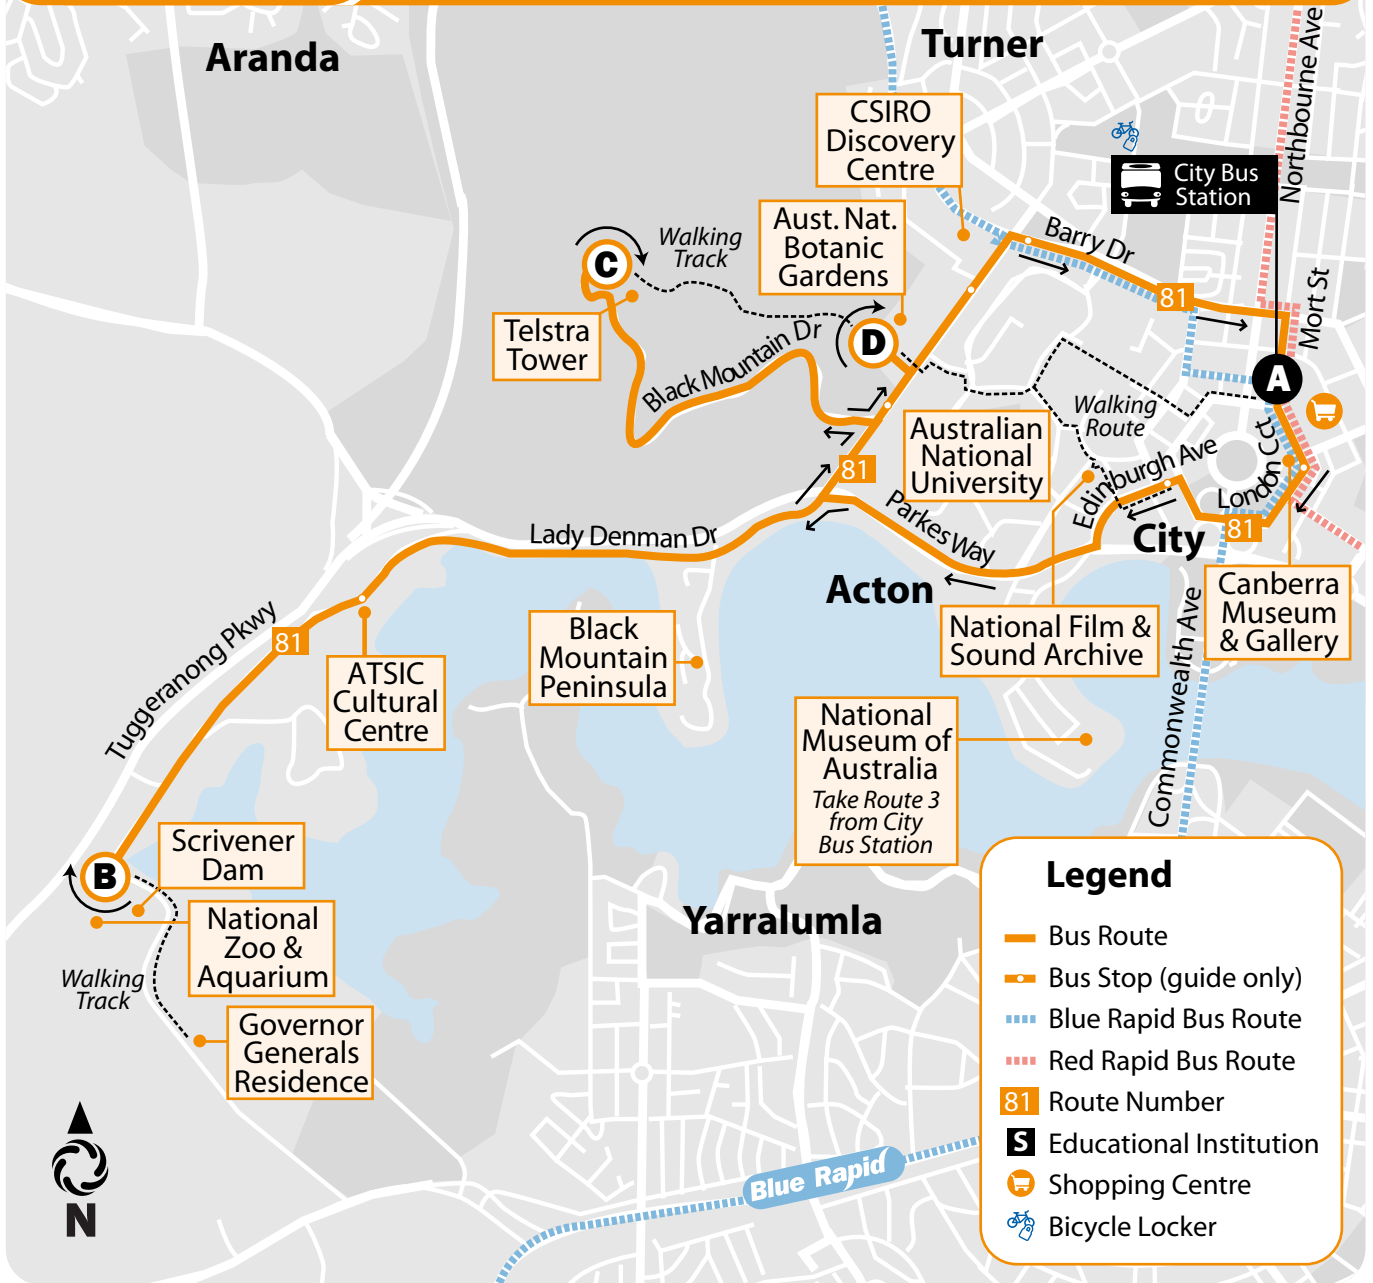 Aranda
Turner
Northbourne Ave
CSIRO
Discovery
Centre
City Bus
Station
Aust. Nat.
Botanic
Gardens
Walking
Track
C
Barry Dr
81
Mort St
Telstra
Tower
D
Black Mountain Dr
A
Walking
Route
Australian
National
University
81
Edinburgh Ave
London Cct
81
City
Parkes Way
Lady Denman Dr
Acton
Canberra
Museum
& Gallery
National Film &
Sound Archive
Black
Mountain
Peninsula
Commonwealth Ave
Tuggeranong Pkwy
81
ATSIC
Cultural
Centre
National
Museum of
Australia
Take Route 3
from City
Bus Station
Scrivener
Dam
B
National
Zoo &
Aquarium
Walking
Track
Yarralumla
Governor
Generals
Residence
N
Blue Rapid
Legend
Bus Route
Bus Stop (guide only)
Blue Rapid Bus Route
Red Rapid Bus Route
81 Route Number
S Educational Institution
Shopping Centre
Bicycle Locker